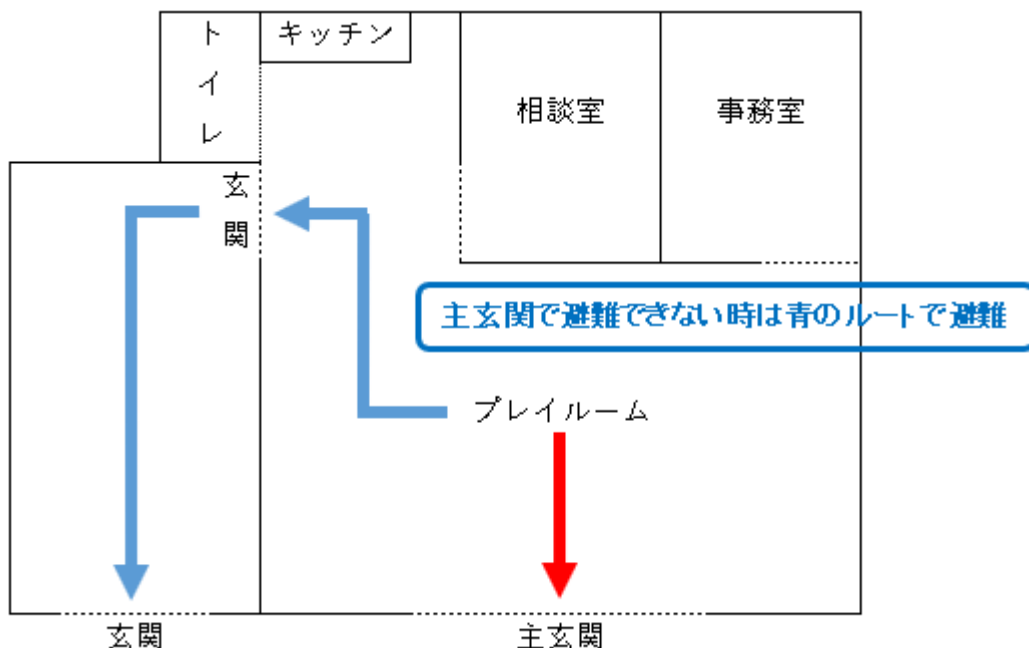 トイレ
キッチン
相談室
事務室
玄関
主玄関で避難できない時は青のルートで避難
プレイルーム
玄関
主玄関